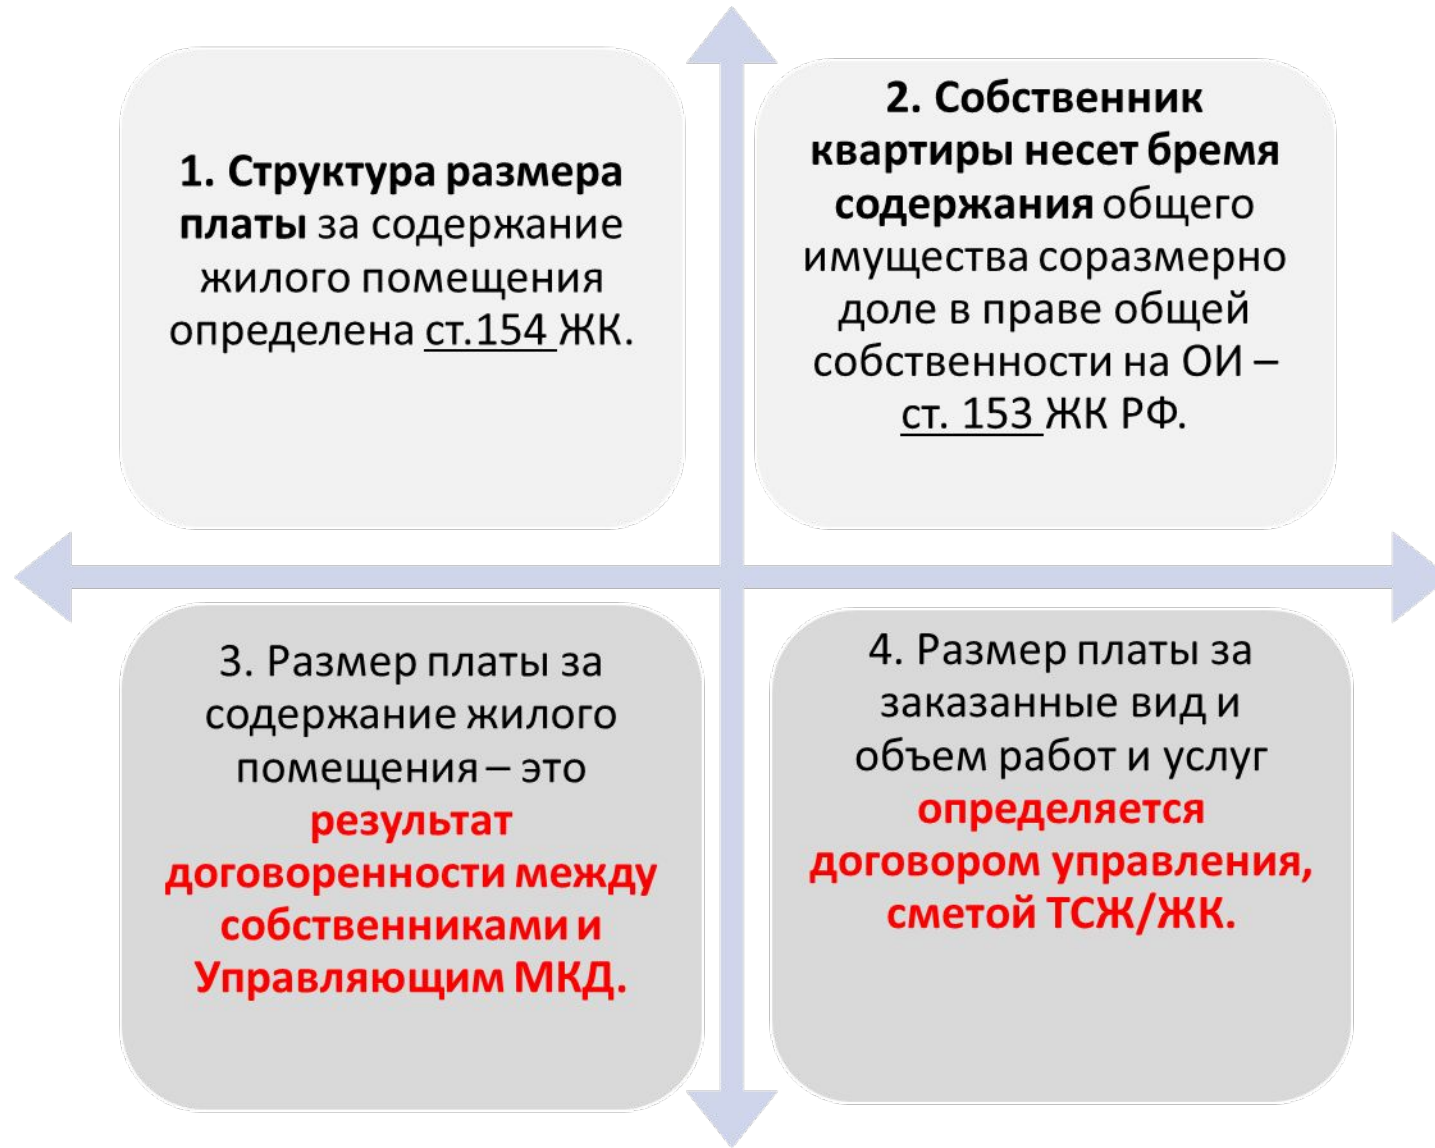 1. Структура размера
платы за содержание
жилого помещения
определена ст.154 ЖК.
2. Собственник
квартиры несет бремя
содержания общего
имущества соразмерно
доле в праве общей
собственности на ОИ –
ст. 153 ЖК РФ.
3. Размер платы за
содержание жилого
помещения – это
результат
договоренности между
собственниками и
Управляющим МКД.
4. Размер платы за
заказанные вид и
объем работ и услуг
определяется
договором управления,
сметой ТСЖ/ЖК.